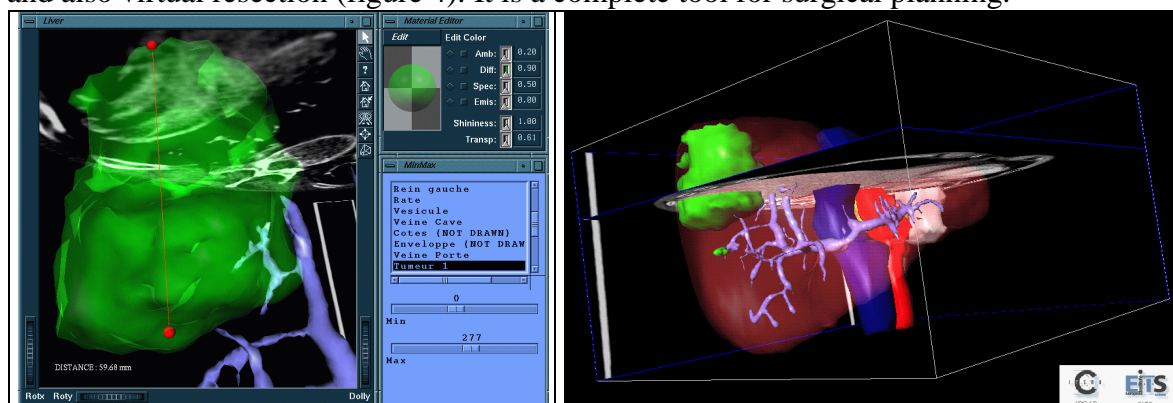 and also virtual resection (figure 4). It is a complete tool for surgical planning.
Liver
DISTANCE : 59.68 mm
Rotx Roty Dolly
Material Editor
Edit Edit Color
Amb: 0.20
Diff: 0.90
Spec: 0.50
Emis: 0.00
Shininess: 1.00
Transp: 0.61
MinMax
Rein gauche
Rate
Vesicule
Veine Cave
Cotes (NOT DRAWN)
Enveloppe (NOT DRAW
Veine Porte
Tumeur 1
0
Min
277
Max